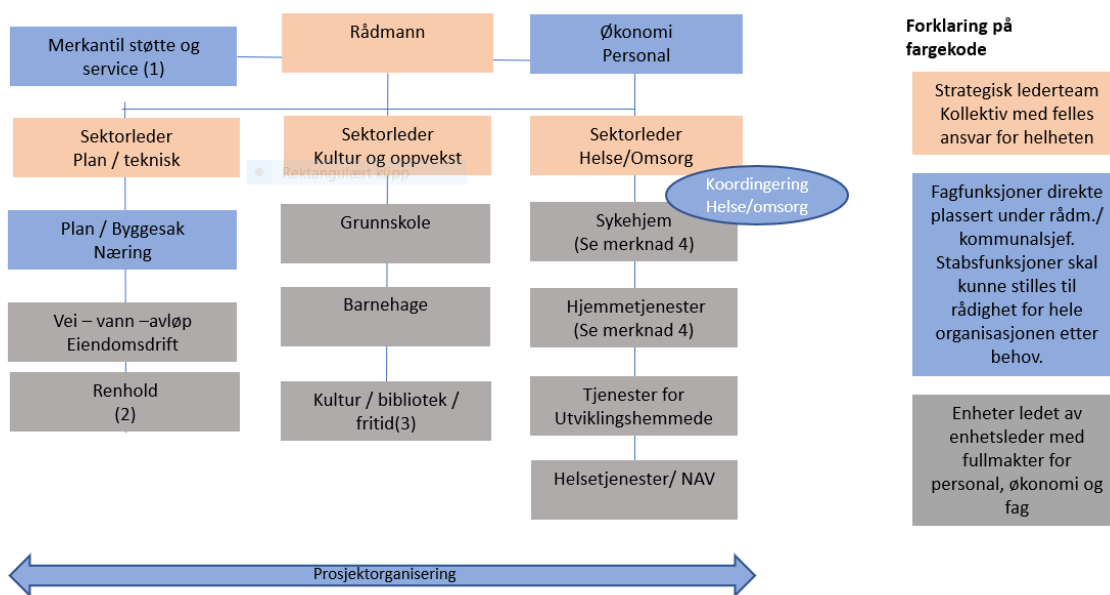 Merkantil støtte og
service (1)
Rådmann
Økonomi
Personal
Sektorleder
Plan / teknisk
Sektorleder
Kultur og oppvekst
Sektorleder
Helse/Omsorg
Rektangulært klipp
Koordingering
Helse/omsorg
Plan / Byggesak
Næring
Grunnskole
Sykehjem
(Se merknad 4)
Vei – vann –avløp
Eiendomsdrift
Barnehage
Hjemmetjenester
(Se merknad 4)
Renhold
(2)
Kultur / bibliotek /
fritid(3)
Tjenester for
Utviklingshemmede
Helsetjenester/ NAV
Prosjektorganisering
Forklaring på
fargekode
Strategisk lederteam
Kollektiv med felles
ansvar for helheten
Fagfunksjoner direkte
plassert under rådm./
kommunalsjef.
Stabsfunksjoner skal
kunne stilles til
rådighet for hele
organisasjonen etter
behov.
Enheter ledet av
enhetsleder med
fullmakter for
personal, økonomi og
fag